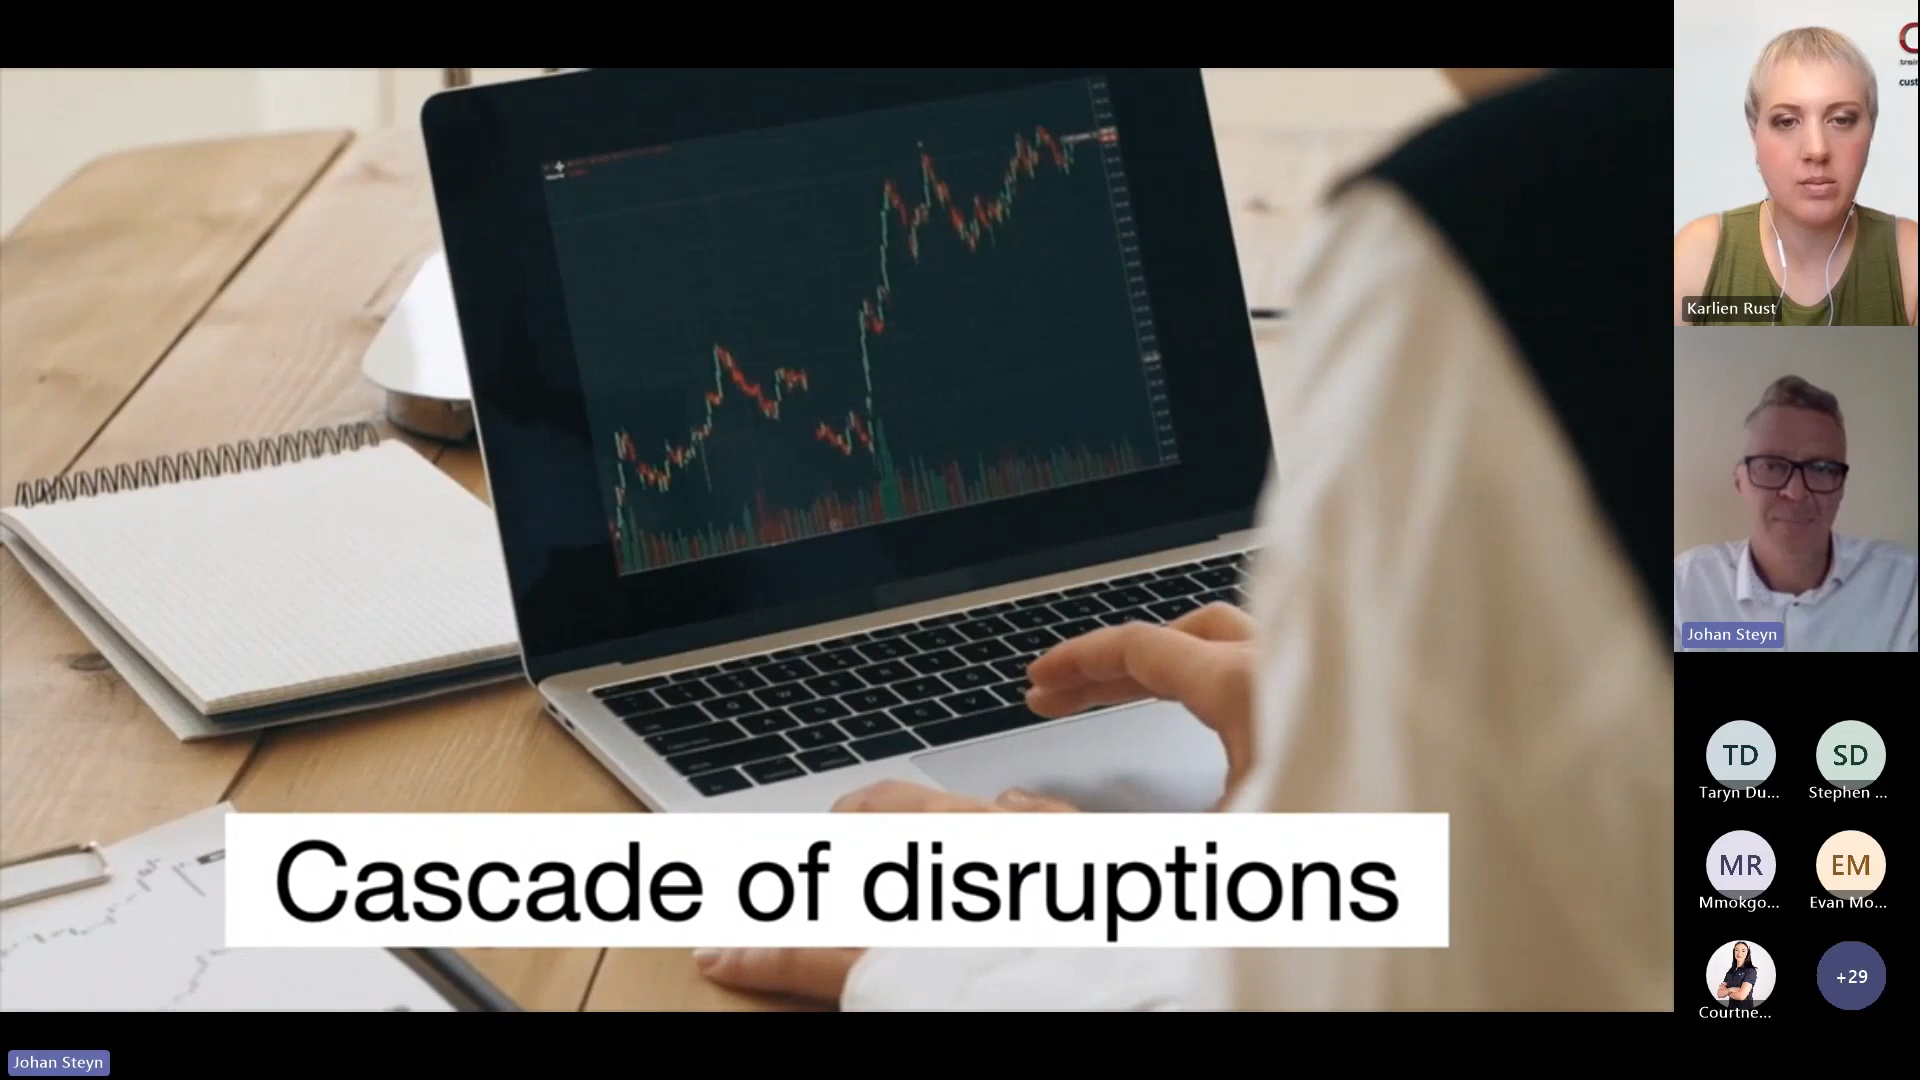 Cascade of disruptions
Johan Steyn
Karlien Rust
Johan Steyn
TD
Taryn Du...
SD
Stephen ...
MR
Mmokgo...
EM
Evan Mo...
Courtne...
+29